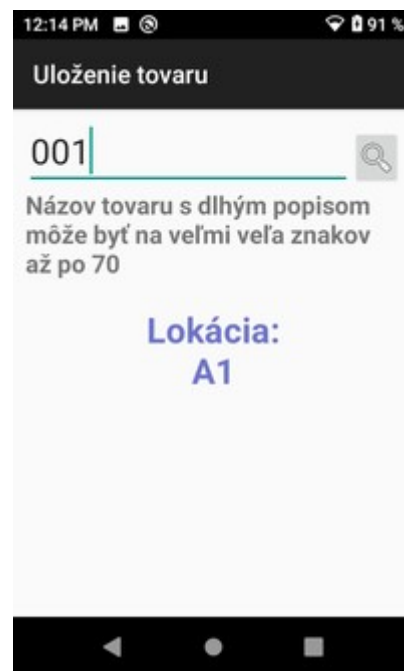 12:14 PM 91 %
Uloženie tovaru
001
Názov tovaru s dlhým popisom
môže byť na veľmi veľa znakov
až po 70
Lokácia:
A1